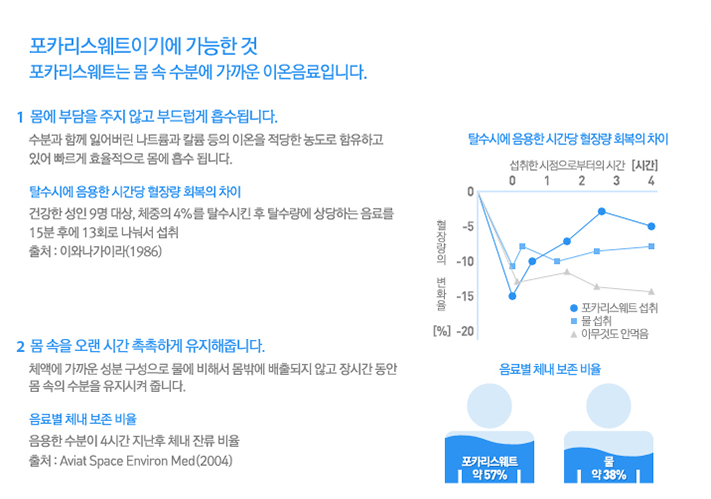 포카리스웨트이기에 가능한 것
포카리스웨트는 몸 속 수분에 가까운 이온음료입니다.
1 몸에 부담을 주지 않고 부드럽게 흡수됩니다.
수분과 함께 잃어버린 나트륨과 칼륨 등의 이온을 적당한 농도로 함유하고
있어 빠르게 효율적으로 몸에 흡수 됩니다.
탈수시에 음용한 시간당 혈장량 회복의 차이
건강한 성인 9명 대상, 체중의 4%를 탈수시킨 후 탈수량에 상당하는 음료를
15분 후에 13회로 나눠서 섭취
출처 : 이와나가이라(1986)
탈수시에 음용한 시간당 혈장량 회복의 차이
섭취한 시점으로부터의 시간 [시간]
0 1 2 3 4
0
-5
-10
-15
[%] -20
혈장량의 변화율
포카리스웨트 섭취
물 섭취
아무것도 안먹음
2 몸 속을 오랜 시간 촉촉하게 유지해줍니다.
체액에 가까운 성분 구성으로 물에 비해서 몸밖에 배출되지 않고 장시간 동안
몸 속의 수분을 유지시켜 줍니다.
음료별 체내 보존 비율
음용한 수분이 4시간 지난후 체내 잔류 비율
출처 : Aviat Space Environ Med(2004)
음료별 체내 보존 비율
포카리스웨트
약 57%
물
약 38%